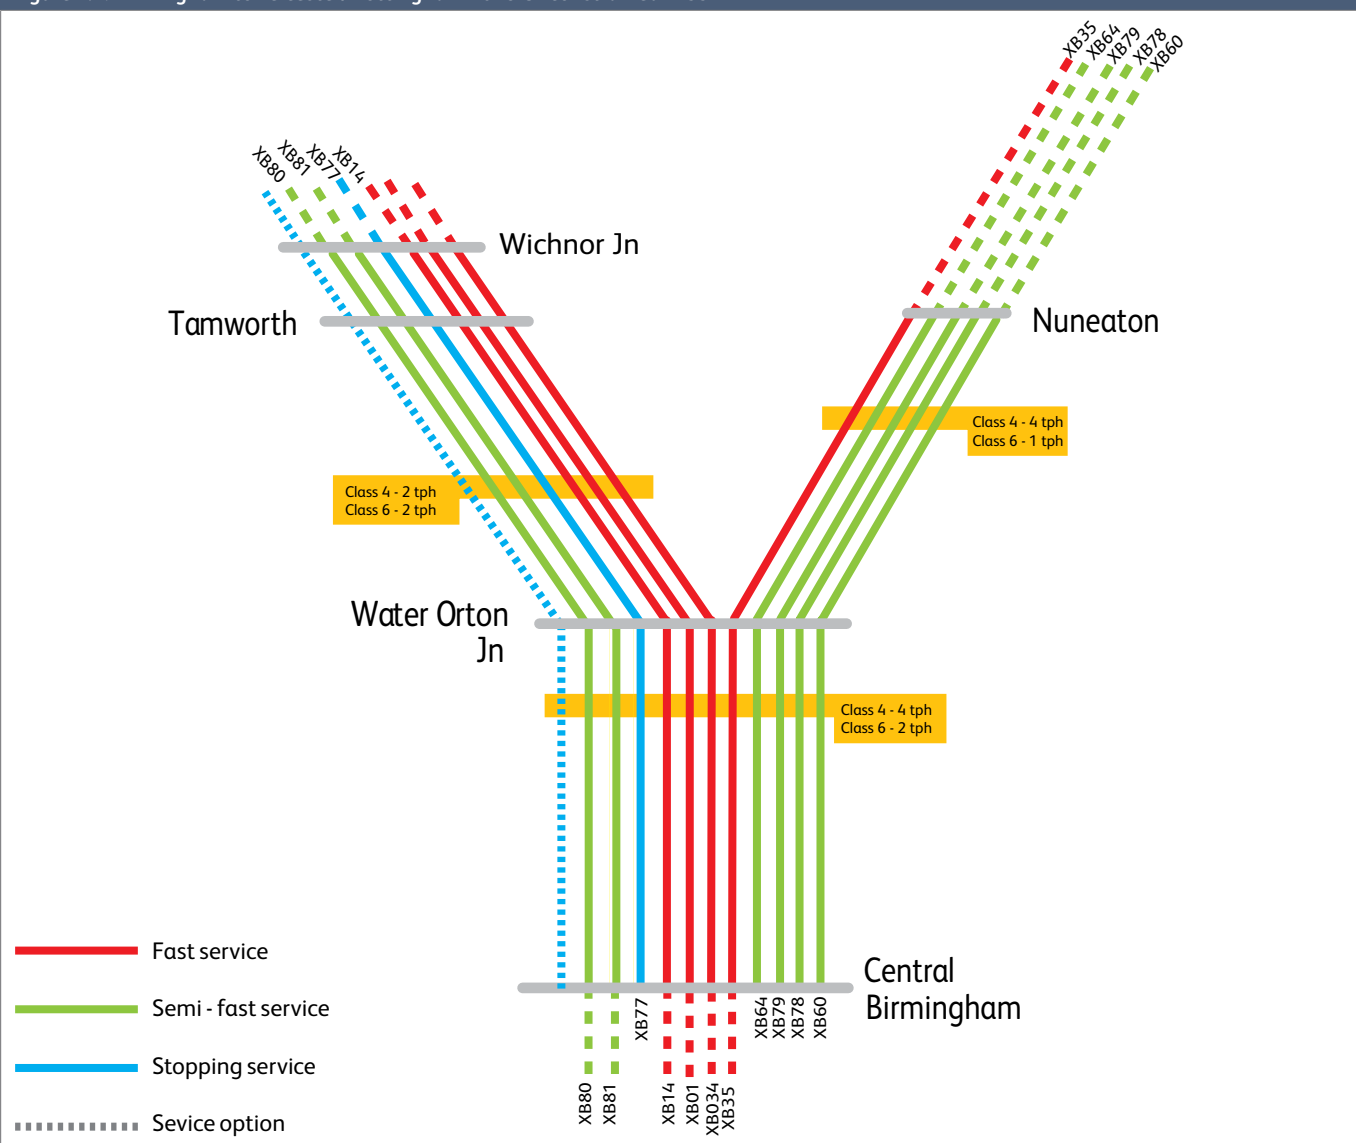 XB35
XB64
XB79
XB78
XB60
XB80
XB81
XB77
XB14
Wichnor Jn
Tamworth
Nuneaton
Class 4 - 4 tph
Class 6 - 1 tph
Class 4 - 2 tph
Class 6 - 2 tph
Water Orton
Jn
Class 4 - 4 tph
Class 6 - 2 tph
Central
Birmingham
Fast service
Semi - fast service
Stopping service
Sevice option
XB77
XB64
XB79
XB78
XB60
XB80
XB81
XB14
XB01
XB034
XB35